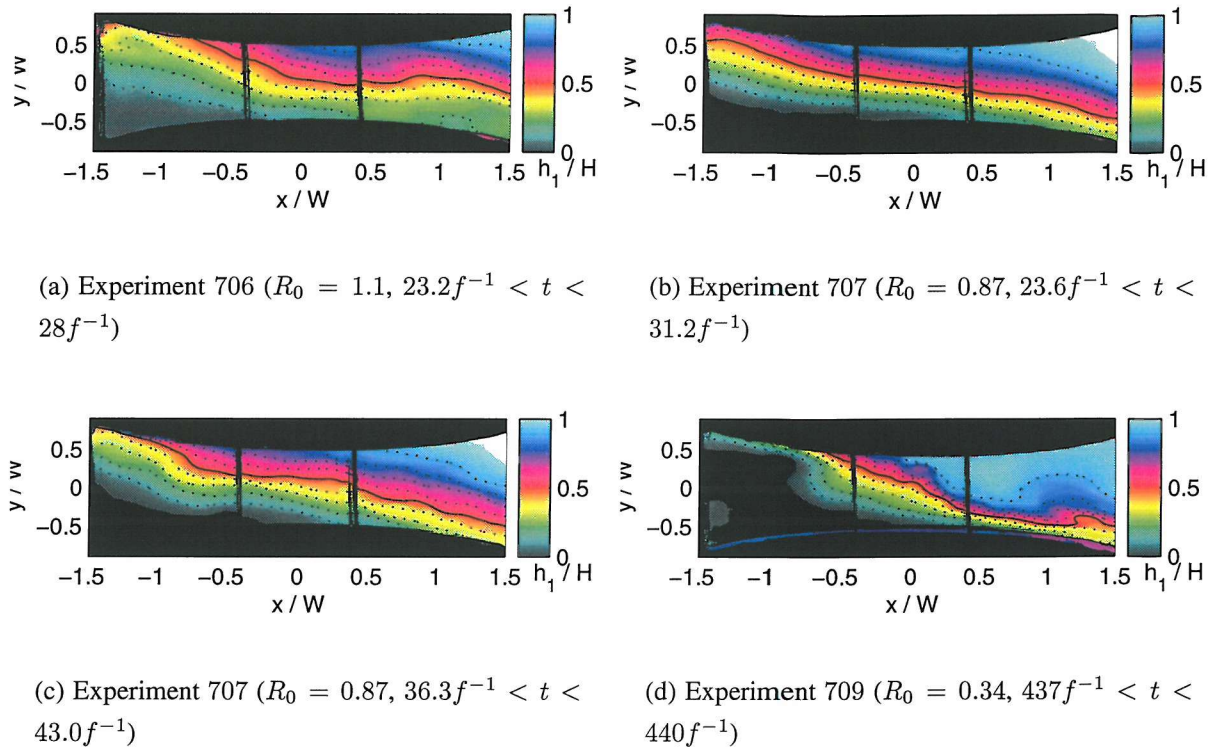 y / W
0.5
0
−0.5
−1.5 −1 −0.5 0 0.5 1 1.5
x / W
1
0.5
0
h₁ / H
y / W
0.5
0
−0.5
−1.5 −1 −0.5 0 0.5 1 1.5
x / W
1
0.5
0
h₁ / H
(a) Experiment 706 (R₀ = 1.1, 23.2f⁻¹ < t <
28f⁻¹)
(b) Experiment 707 (R₀ = 0.87, 23.6f⁻¹ < t <
31.2f⁻¹)
y / W
0.5
0
−0.5
−1.5 −1 −0.5 0 0.5 1 1.5
x / W
1
0.5
0
h₁ / H
y / W
0.5
0
−0.5
−1.5 −1 −0.5 0 0.5 1 1.5
x / W
1
0.5
0
h₁ / H
(c) Experiment 707 (R₀ = 0.87, 36.3f⁻¹ < t <
43.0f⁻¹)
(d) Experiment 709 (R₀ = 0.34, 437f⁻¹ < t <
440f⁻¹)